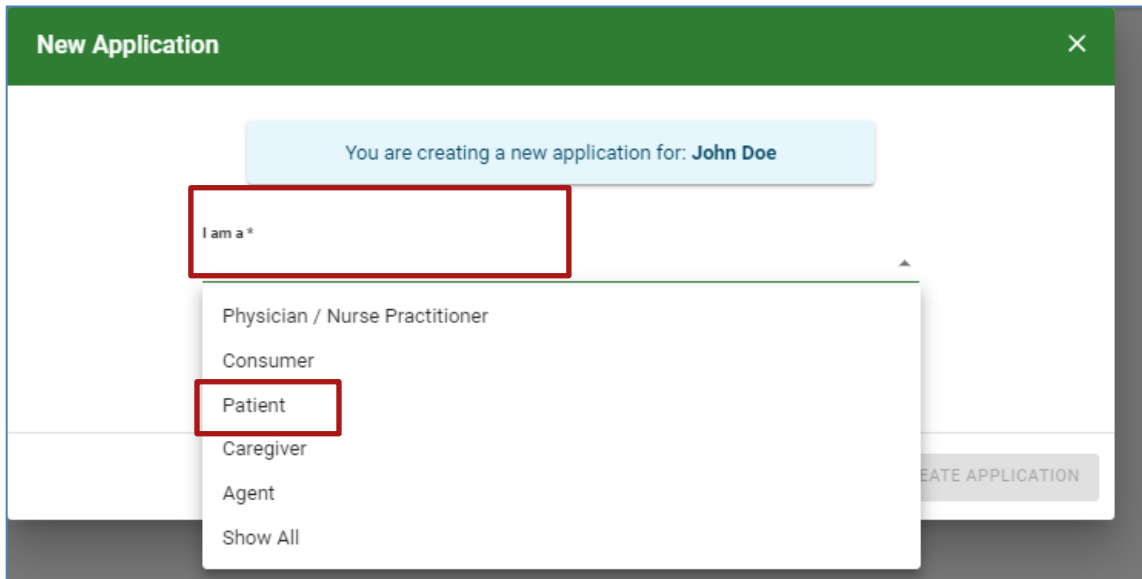 New Application
You are creating a new application for: John Doe
I am a *
Physician / Nurse Practitioner
Consumer
Patient
Caregiver
Agent
Show All
EATE APPLICATION